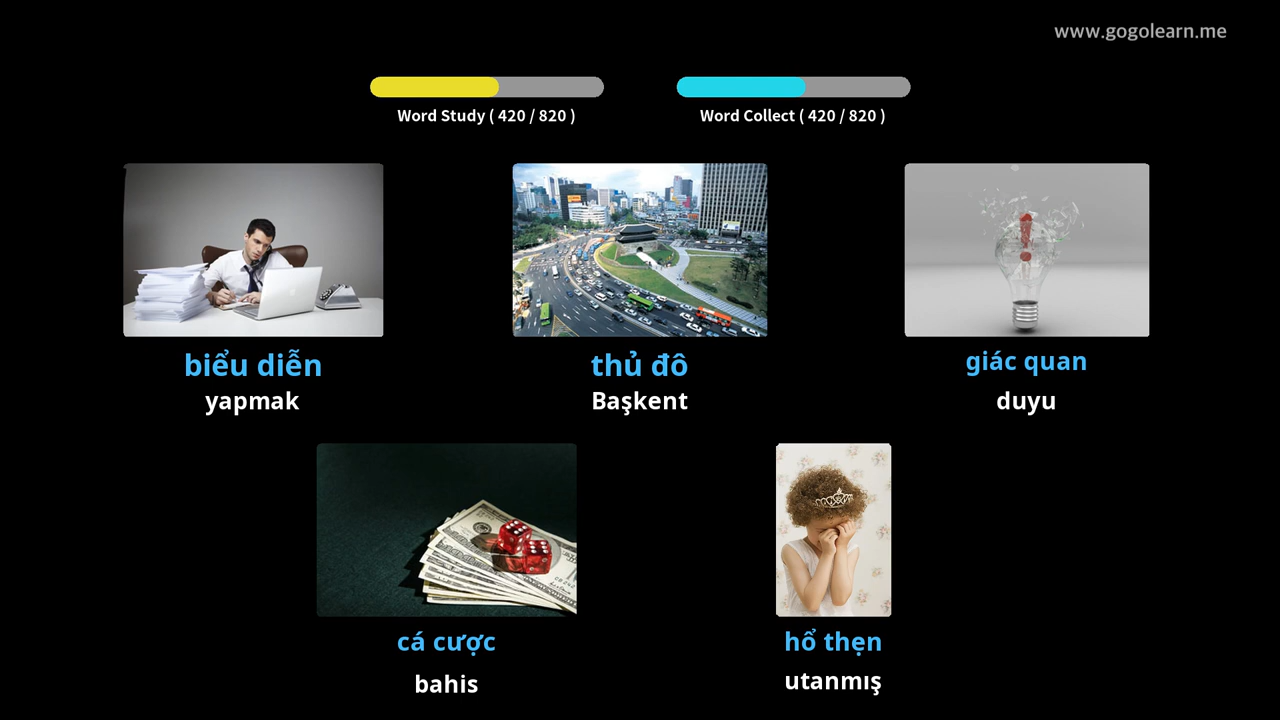 www.gogolearn.me
Word Study ( 420 / 820 )
Word Collect ( 420 / 820 )
biểu diễn
yapmak
thủ đô
Başkent
giác quan
duyu
cá cược
bahis
hổ thẹn
utanmış